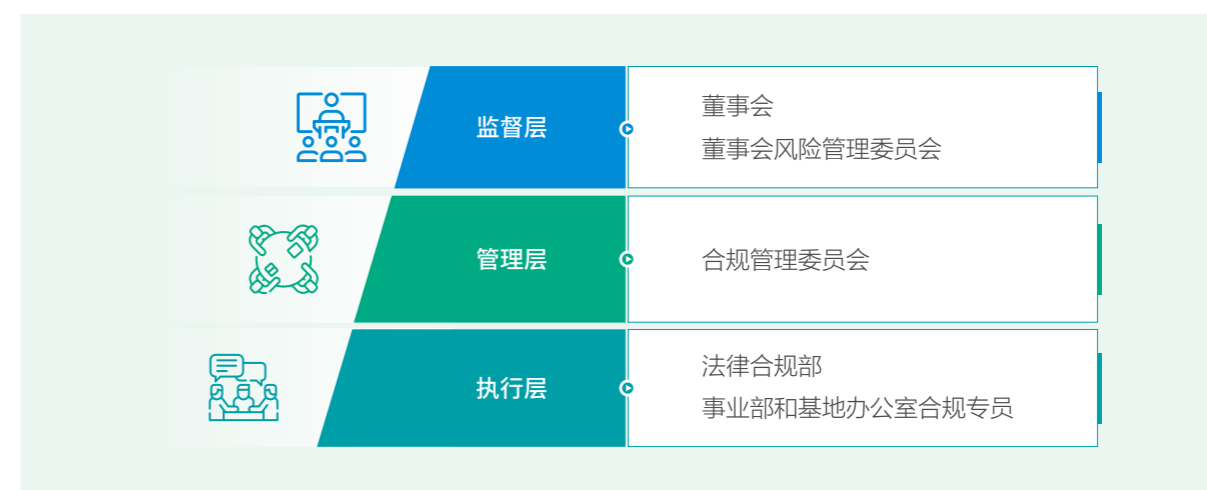 监督层
董事会
董事会风险管理委员会
管理层
合规管理委员会
执行层
法律合规部
事业部和基地办公室合规专员